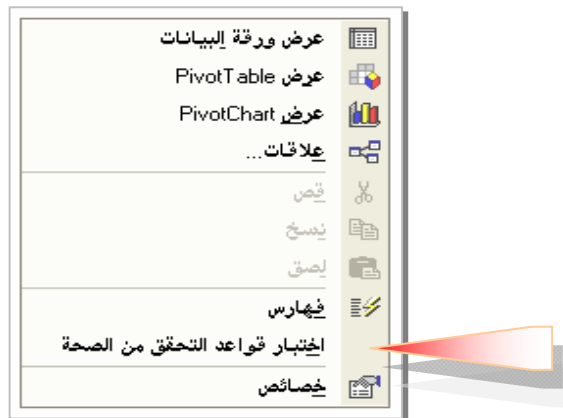 عرض ورقة البيانات
عرض PivotTable
عرض PivotChart
علاقات...
قص
نسخ
لصق
فهارس
اختبار قواعد التحقق من الصحة
خصائص